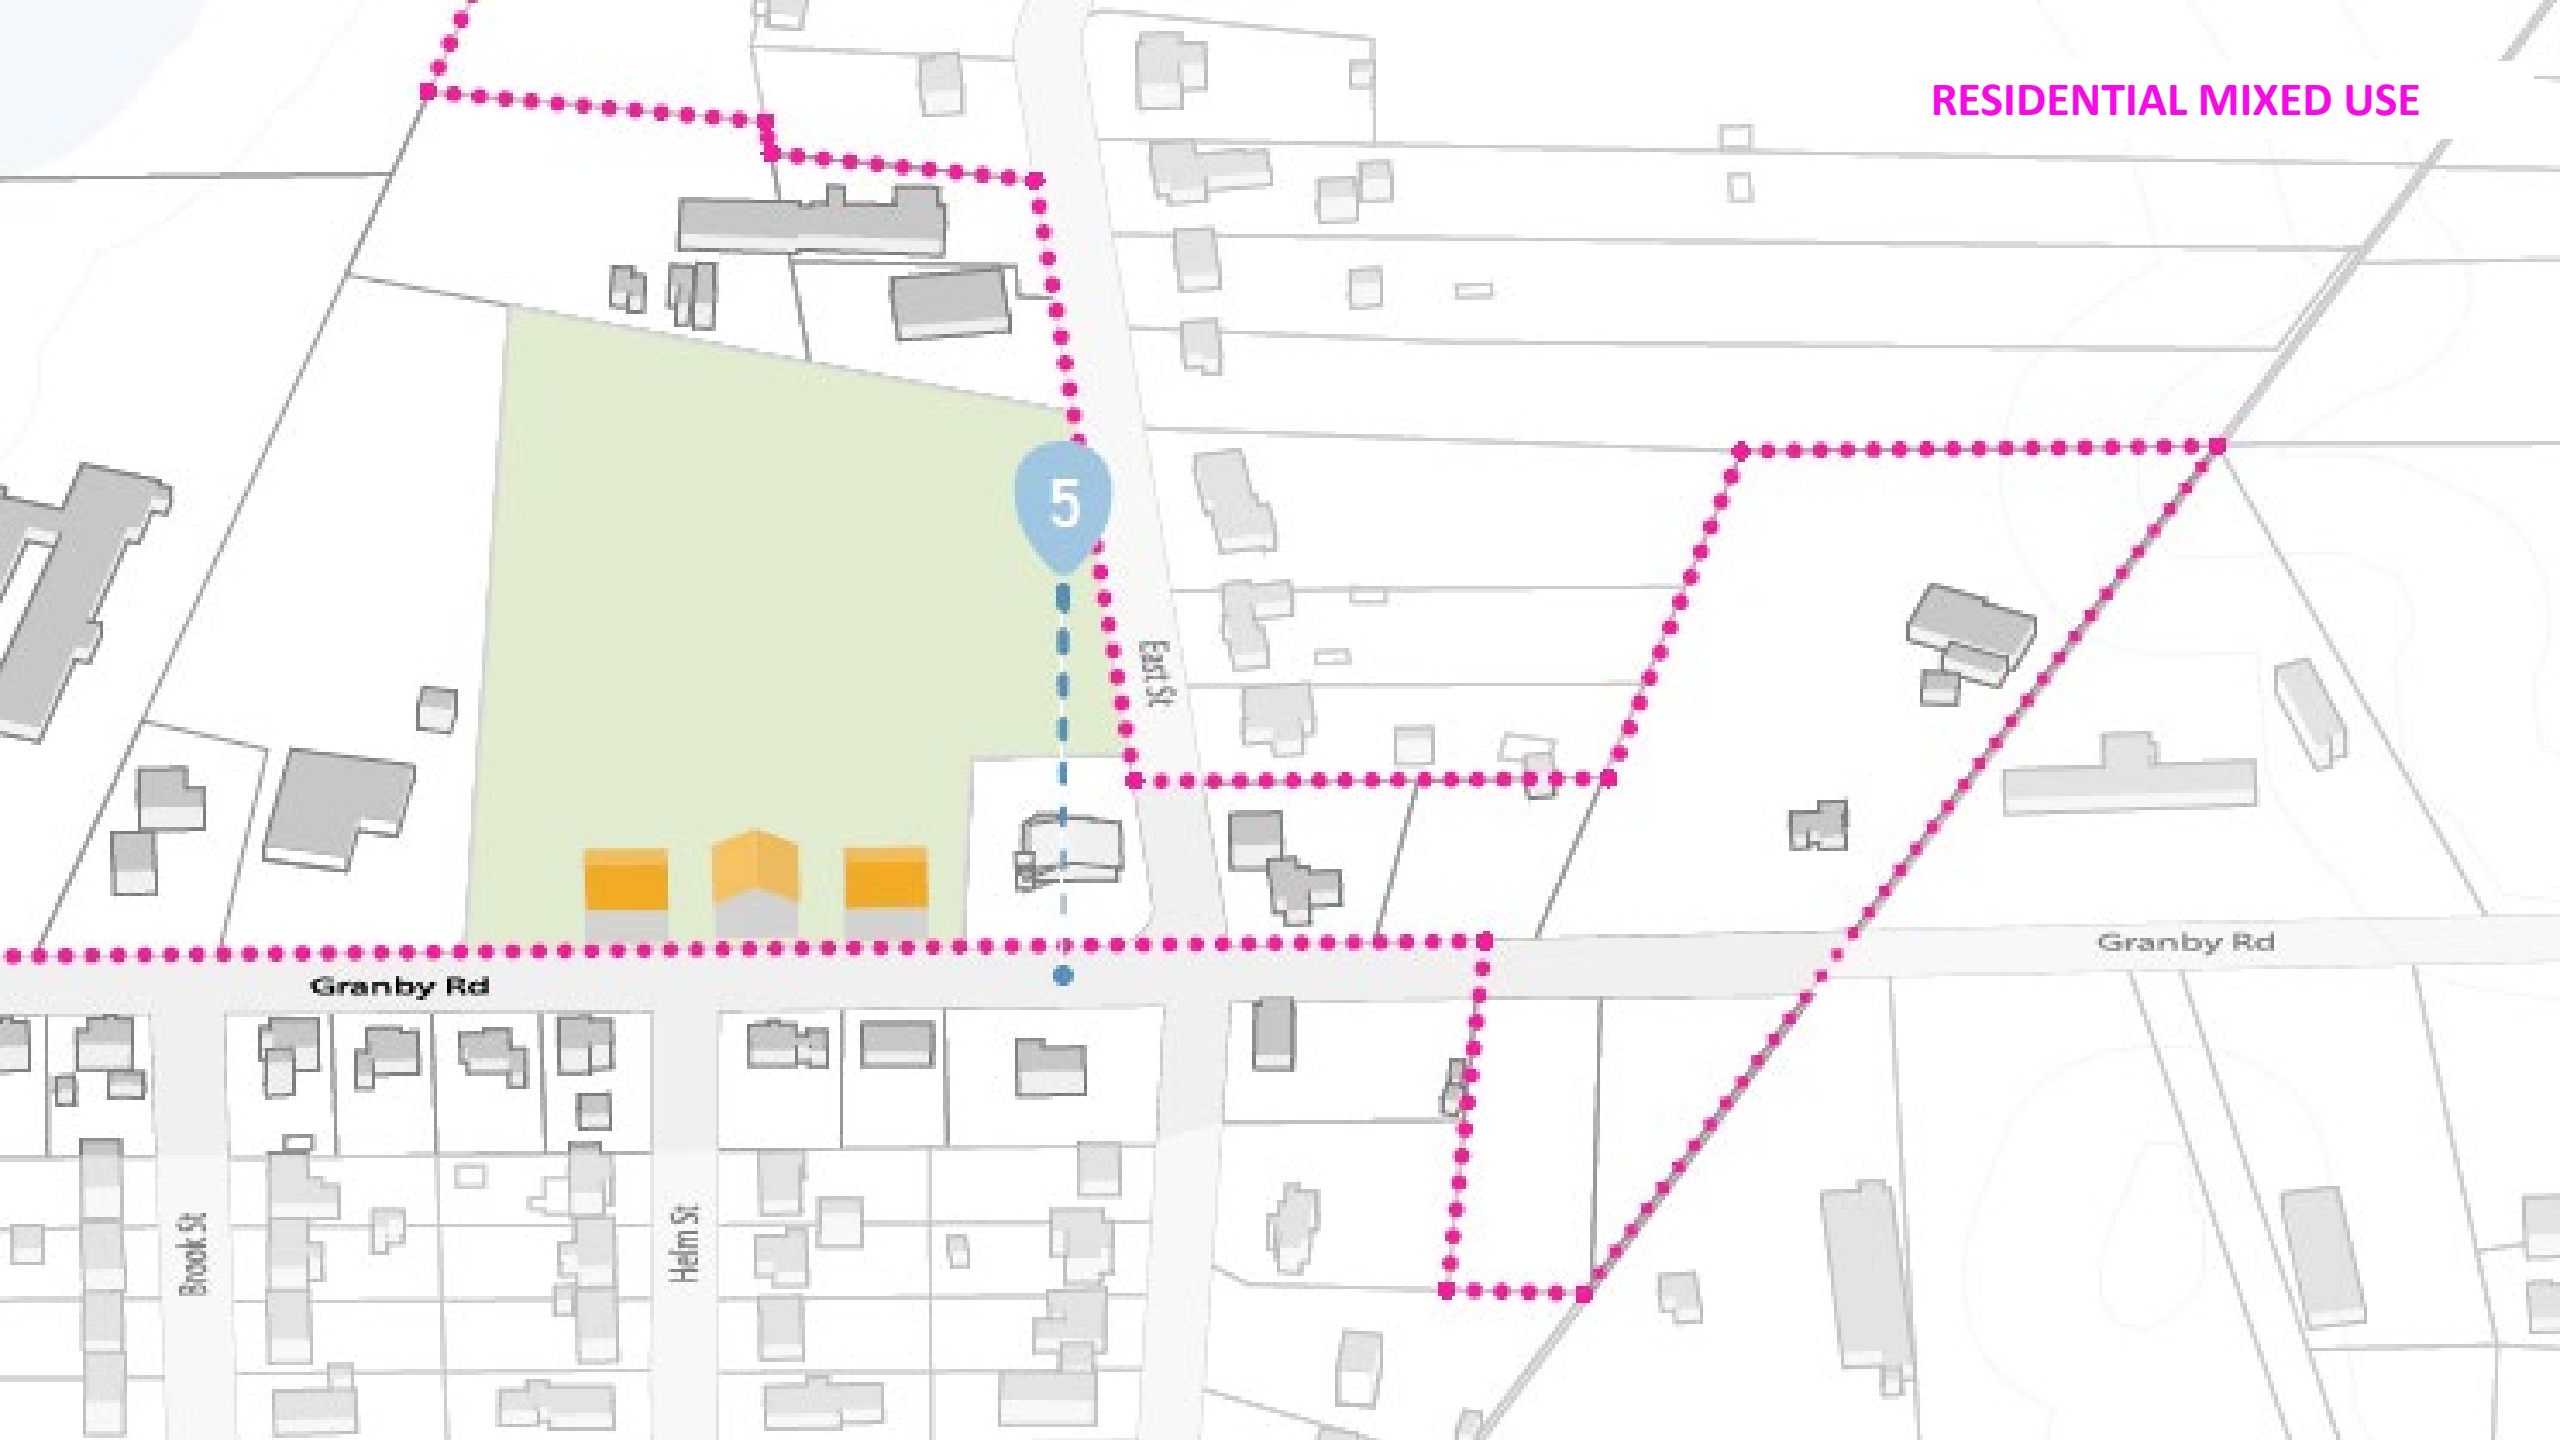 RESIDENTIAL MIXED USE
5
East St
Granby Rd
Granby Rd
Brook St
Helm St